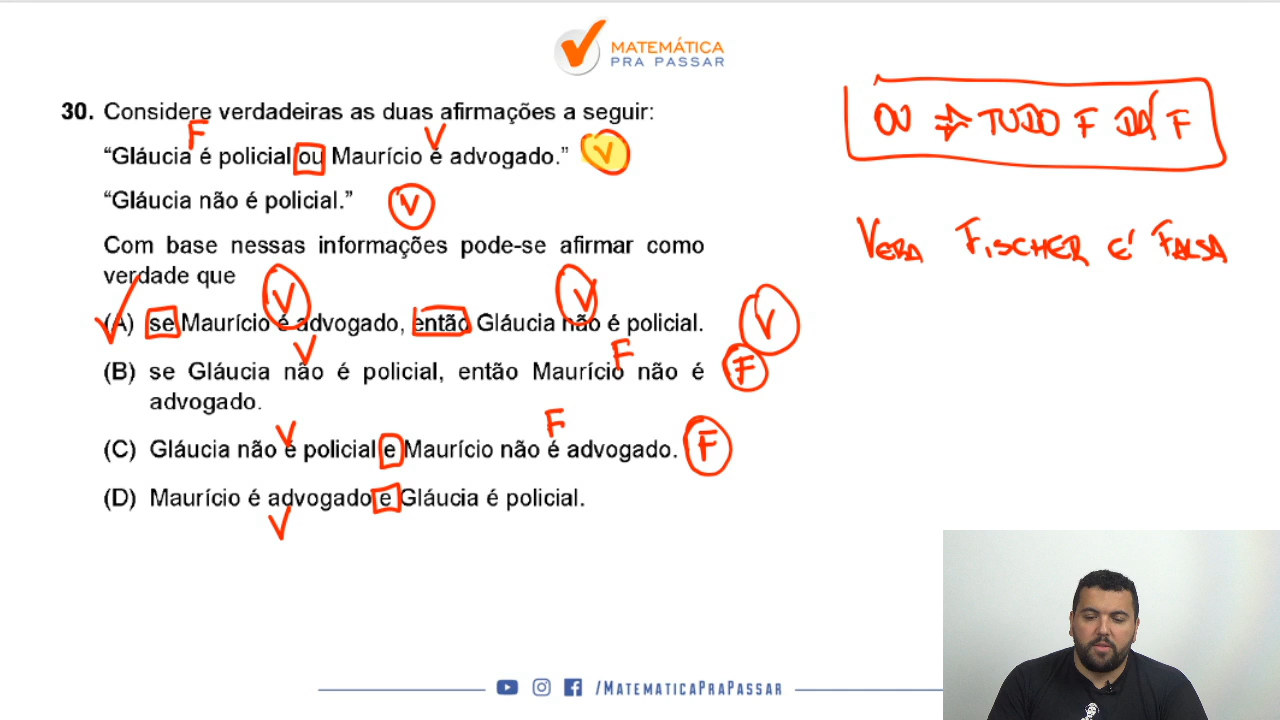 MATEMÁTICA
PRA PASSAR
30. Considere verdadeiras as duas afirmações a seguir:
F V
“Gláucia é policial ou Maurício é advogado.” V
“Gláucia não é policial.” V
Com base nessas informações pode-se afirmar como
verdade que
V V
(A) se Maurício é advogado, então Gláucia não é policial. V
V F
(B) se Gláucia não é policial, então Maurício não é F
advogado.
V F
(C) Gláucia não é policial e Maurício não é advogado. F
(D) Maurício é advogado e Gláucia é policial.
V
OU ⇒ TUDO F DÁ F
VERA FISCHER É FALSA
/MATEMATICAPRAPASSAR